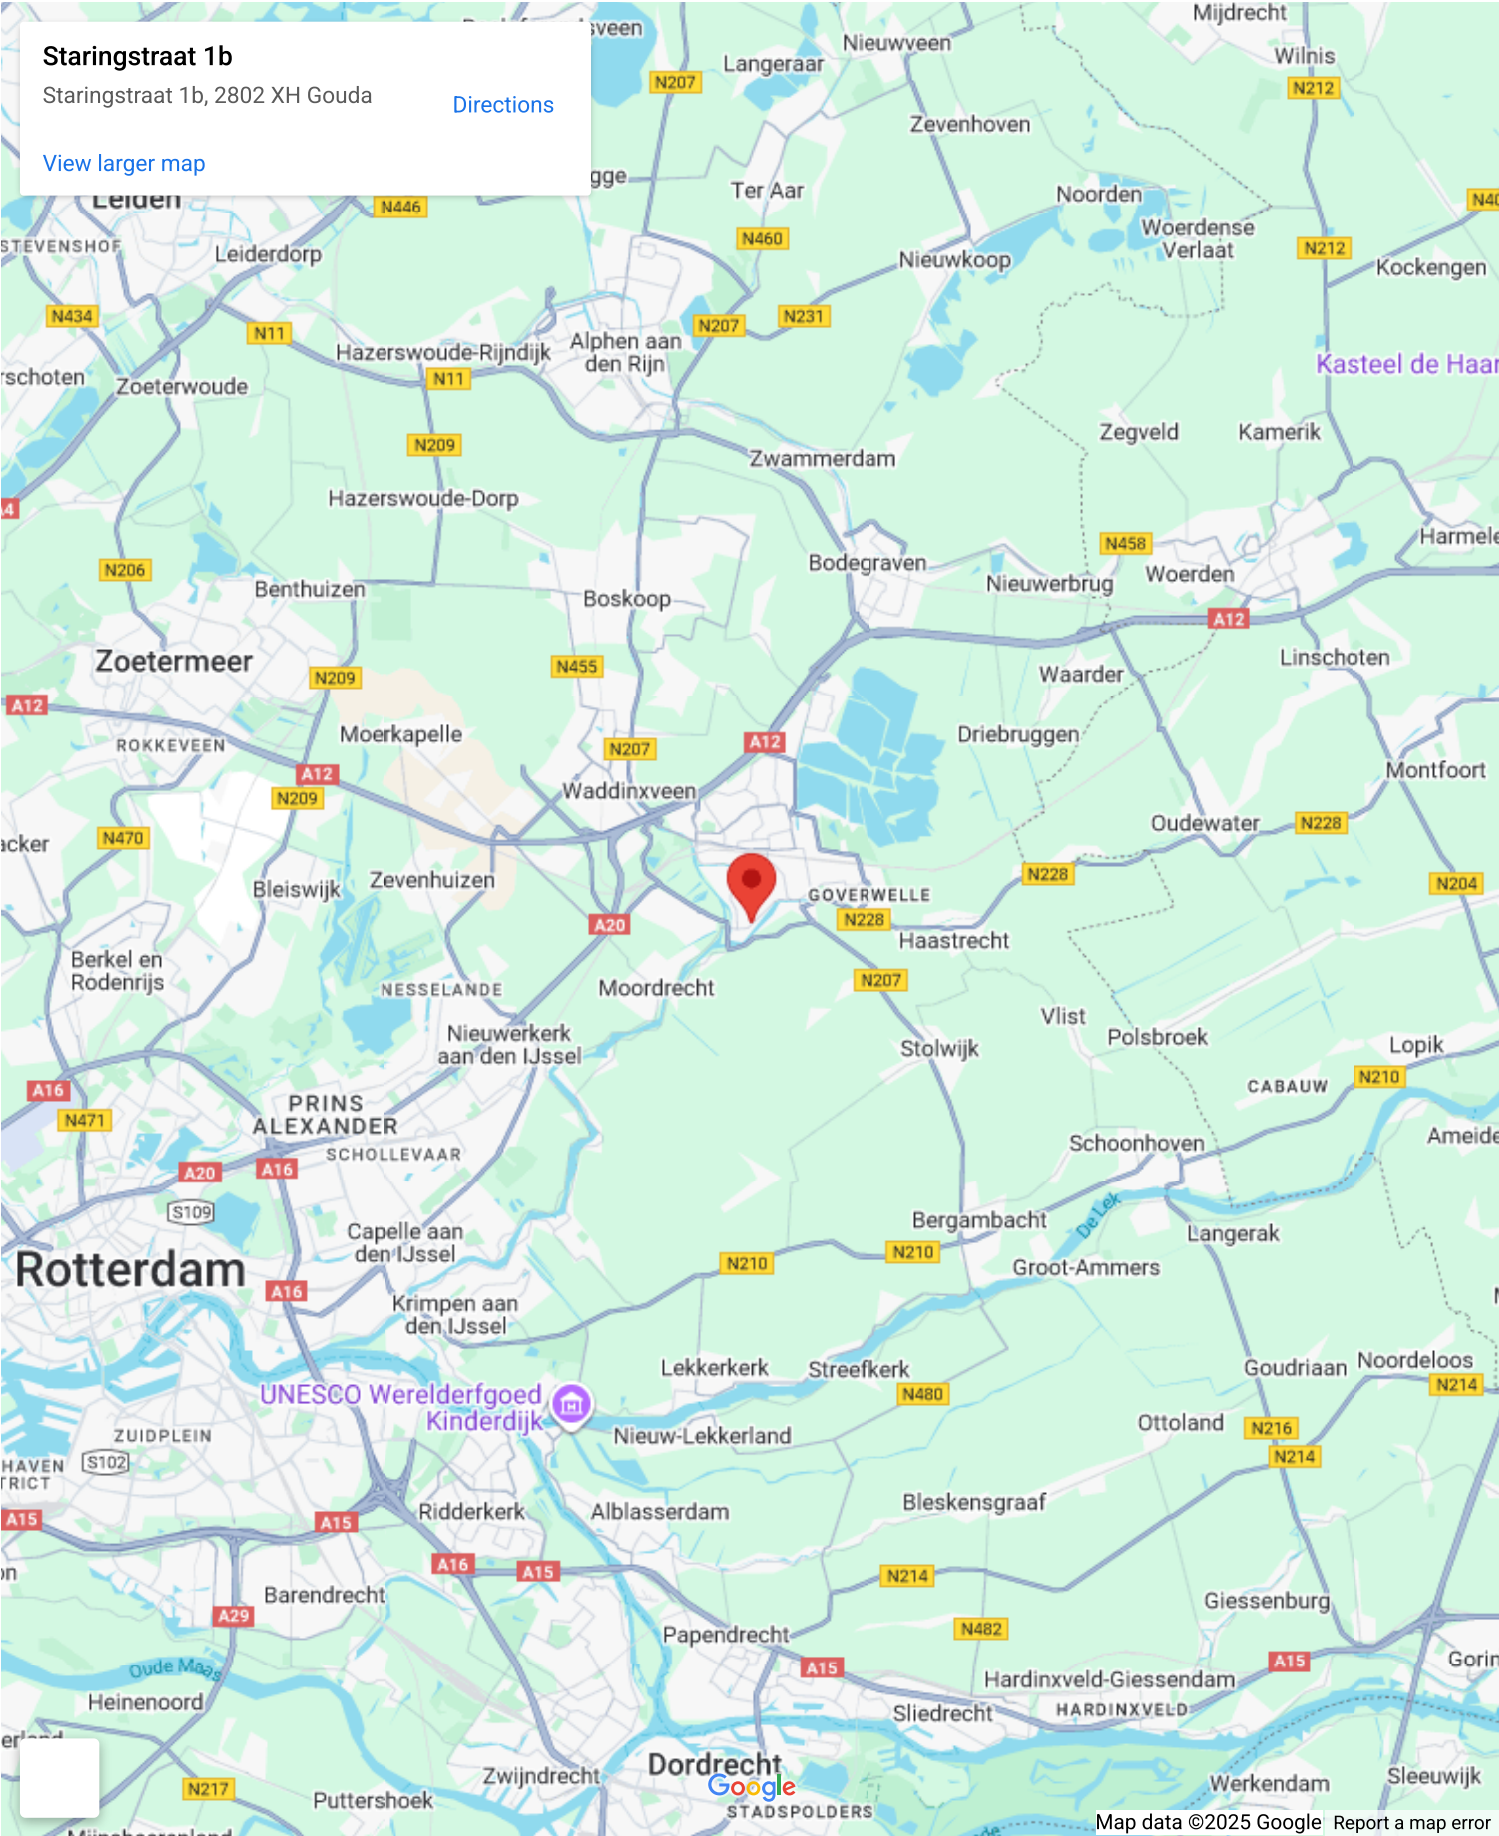 Staringstraat 1b
Staringstraat 1b, 2802 XH Gouda
Directions
View larger map
Mijdrecht
Nieuwveen
Langeraar
Wilnis
N207
N212
Zevenhoven
Ter Aar
Noorden
Leiden
N446
STEVENSHOF
Leiderdorp
N460
Woerdense
Verlaat
N212
Nieuwkoop
Kockengen
N434
N11
N207
N231
Hazerswoude-Rijndijk
Alphen aan
den Rijn
Kasteel de Haar
N11
Zoeterwoude
N209
Zegveld
Kamerik
Zwammerdam
Hazerswoude-Dorp
N458
Bodegraven
N206
Benthuizen
Boskoop
Nieuwerbrug
Woerden
A12
Zoetermeer
N455
N209
Linschoten
Waarder
A12
ROKKEVEEN
Moerkapelle
N207
A12
Driebruggen
A12
Waddinxveen
Montfoort
N209
N470
Oudewater
N228
Bleiswijk
Zevenhuizen
N228
N204
GOVERWELLE
A20
N228
Haastrecht
Berkel en
Rodenrijs
NESSELANDE
Moordrecht
N207
Vlist
Nieuwerkerk
aan den IJssel
Stolwijk
Polsbroek
Lopik
A16
CABAUW
N210
N471
PRINS
ALEXANDER
SCHOLLEVAAR
Schoonhoven
A20
A16
S109
Bergambacht
De Lek
Langerak
Capelle aan
den IJssel
N210
N210
Rotterdam
Groot-Ammers
A16
Krimpen aan
den IJssel
Lekkerkerk
Streefkerk
Goudriaan
Noordeloos
UNESCO Werelderfgoed
Kinderdijk
N480
N214
ZUIDPLEIN
Nieuw-Lekkerland
Ottoland
N216
S102
N214
A15
A15
Ridderkerk
Alblasserdam
Bleskensgraaf
A16
A15
N214
Barendrecht
Giessenburg
A29
Papendrecht
N482
A15
A15
Oude Maas
Hardinxveld-Giessendam
Heinenoord
Sliedrecht
HARDINXVELD
Dordrecht
Zwijndrecht
Google
N217
Puttershoek
STADSPOLDERS
Werkendam
Sleeuwijk
Map data ©2025 Google
Report a map error